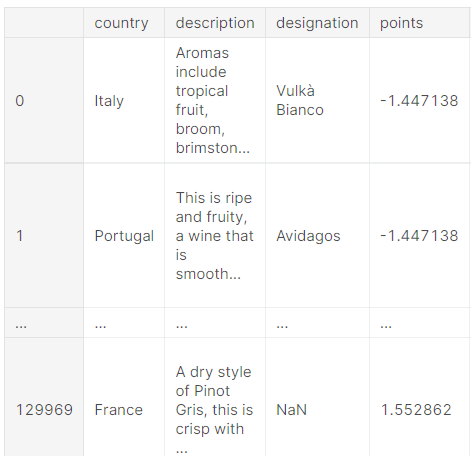 country description designation points
0 Italy Aromas include tropical fruit, broom, brimston... Vulkà Bianco -1.447138
1 Portugal This is ripe and fruity, a wine that is smooth... Avidagos -1.447138
... ... ... ... ...
129969 France A dry style of Pinot Gris, this is crisp with ... NaN 1.552862